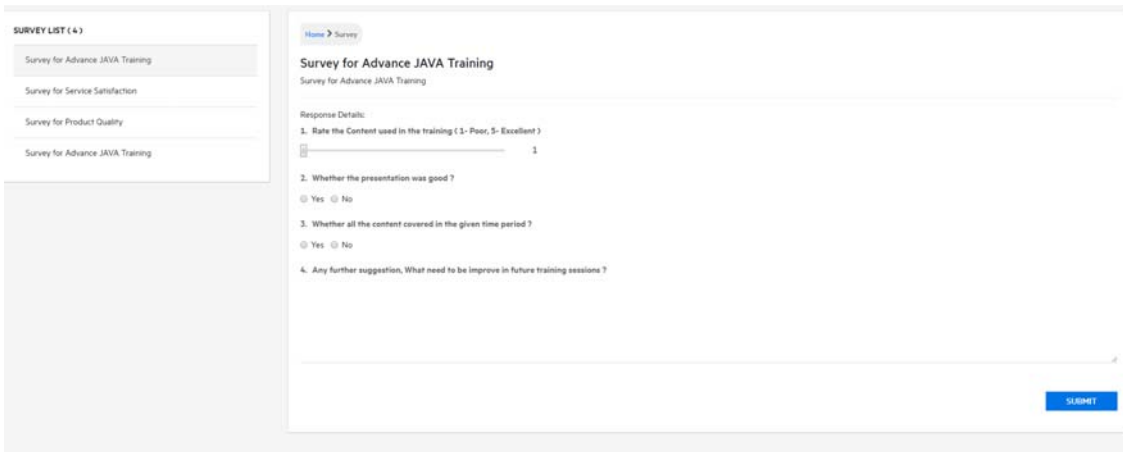 SURVEY LIST ( 4 )
Survey for Advance JAVA Training
Survey for Service Satisfaction
Survey for Product Quality
Survey for Advance JAVA Training
Home > Survey
Survey for Advance JAVA Training
Survey for Advance JAVA Training
Response Details:
1. Rate the Content used in the training ( 1- Poor, 5- Excellent )
1
2. Whether the presentation was good ?
Yes No
3. Whether all the content covered in the given time period ?
Yes No
4. Any further suggestion, What need to be improve in future training sessions ?
SUBMIT